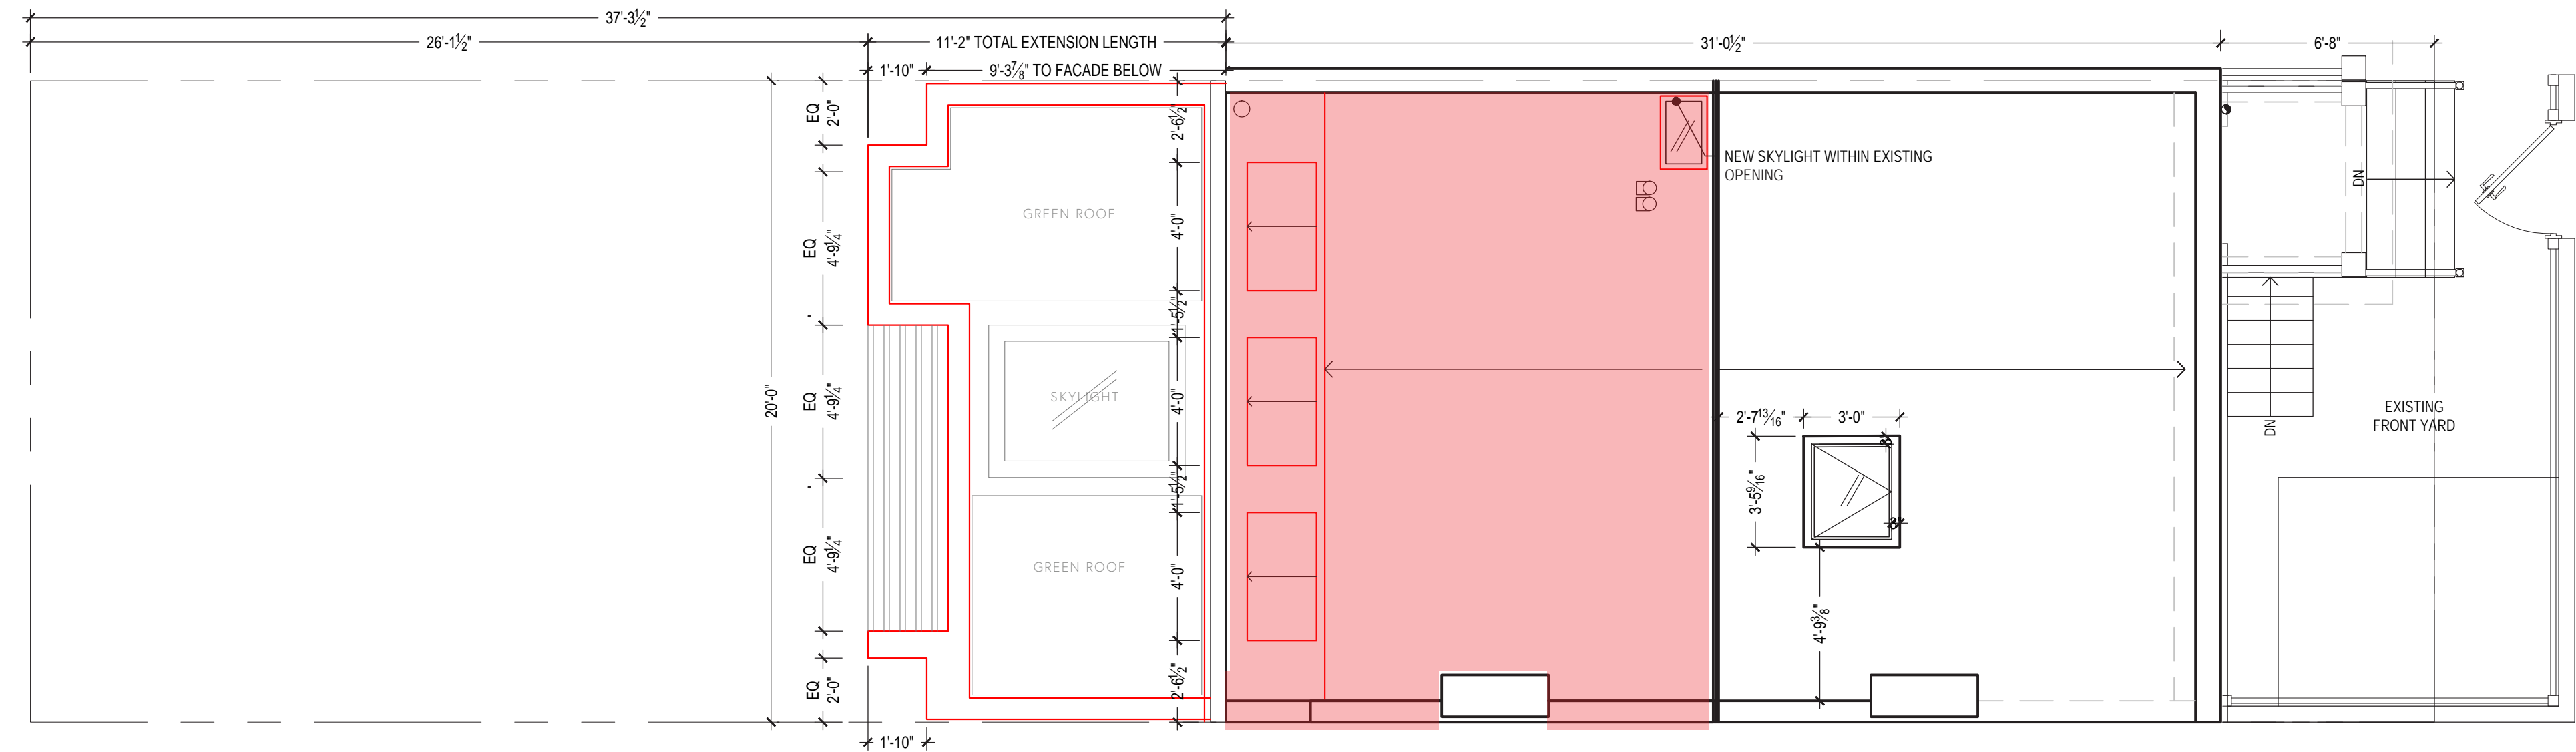 37'-3½"
26'-1½"
11'-2" TOTAL EXTENSION LENGTH
31'-0½"
6'-8"
1'-10"
9'-3⅞" TO FACADE BELOW
EQ
2'-0"
2'-6½"
NEW SKYLIGHT WITHIN EXISTING
OPENING
DN
GREEN ROOF
4'-0"
EQ
4'-9¼"
1'-5½"
20'-0"
EQ
4'-9¼"
SKYLIGHT
4'-0"
2'-7 13/16"
3'-0"
EXISTING
FRONT YARD
DN
3'-5 9/16"
1'-5½"
EQ
4'-9¼"
GREEN ROOF
4'-0"
4'-9⅜"
EQ
2'-0"
2'-6½"
1'-10"